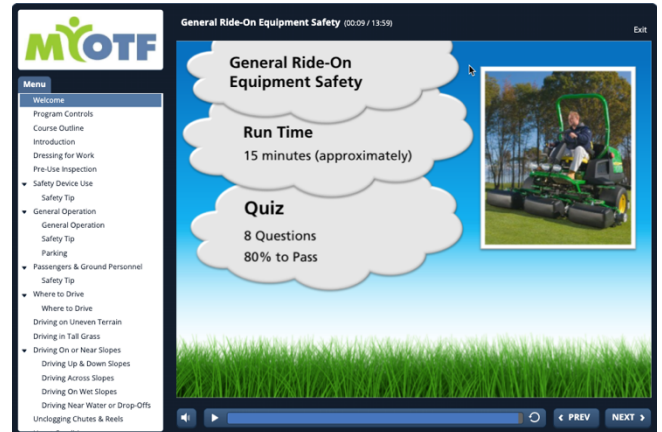 General Ride-On Equipment Safety (00:09 / 13:59)
Exit
MYOTF
Menu
Welcome
Program Controls
Course Outline
Introduction
Dressing for Work
Pre-Use Inspection
Safety Device Use
Safety Tip
General Operation
General Operation
Safety Tip
Parking
Passengers & Ground Personnel
Safety Tip
Where to Drive
Where to Drive
Driving on Uneven Terrain
Driving in Tall Grass
Driving On or Near Slopes
Driving Up & Down Slopes
Driving Across Slopes
Driving On Wet Slopes
Driving Near Water or Drop-Offs
Unclogging Chutes & Reels
General Ride-On
Equipment Safety
Run Time
15 minutes (approximately)
Quiz
8 Questions
80% to Pass
PREV
NEXT